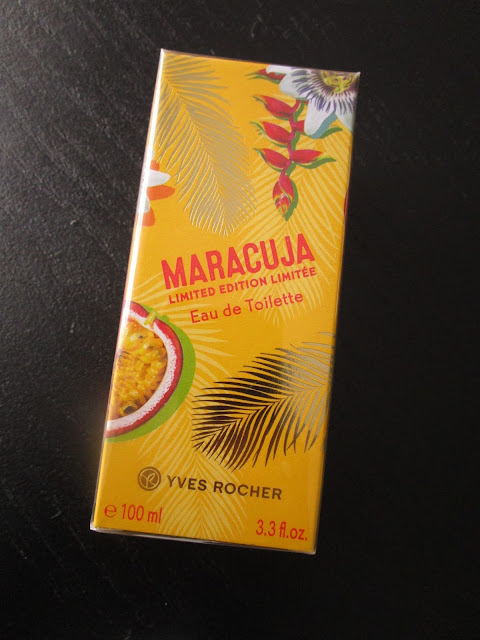 MARACUJA
LIMITED EDITION LIMITÉE
Eau de Toilette
YVES ROCHER
℮ 100 ml 3.3 fl.oz.